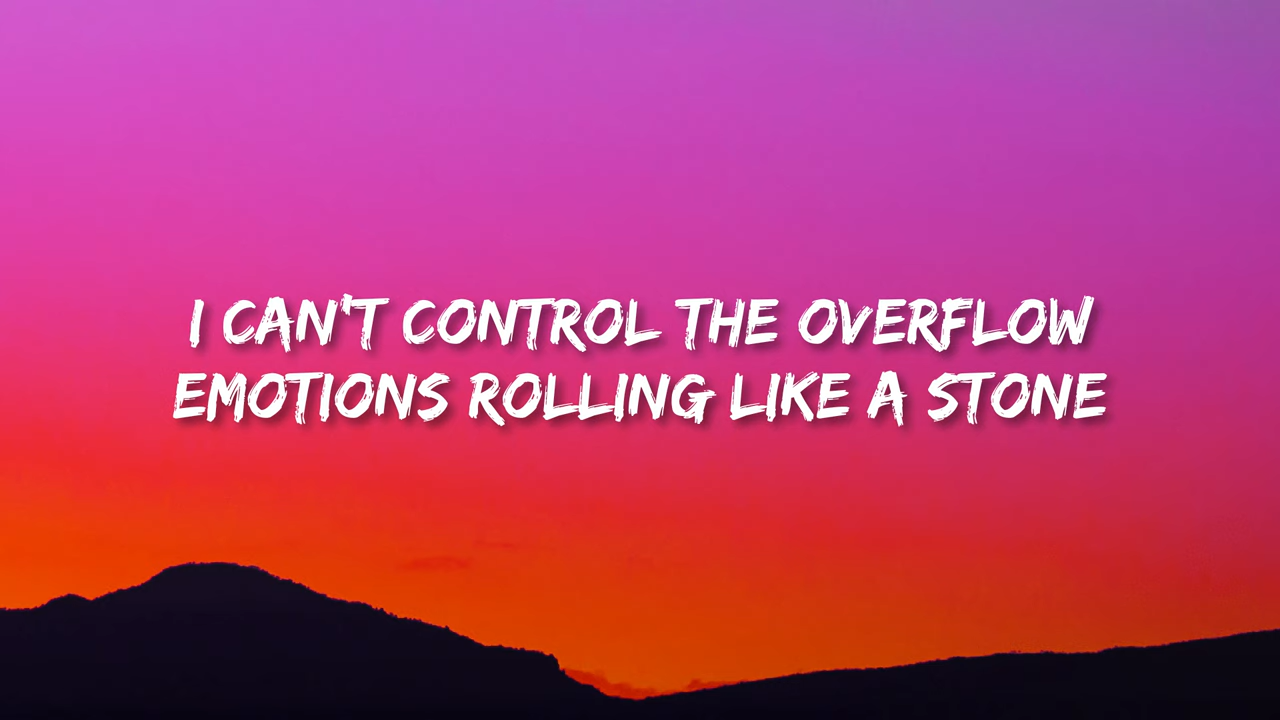 I CAN'T CONTROL THE OVERFLOW
EMOTIONS ROLLING LIKE A STONE